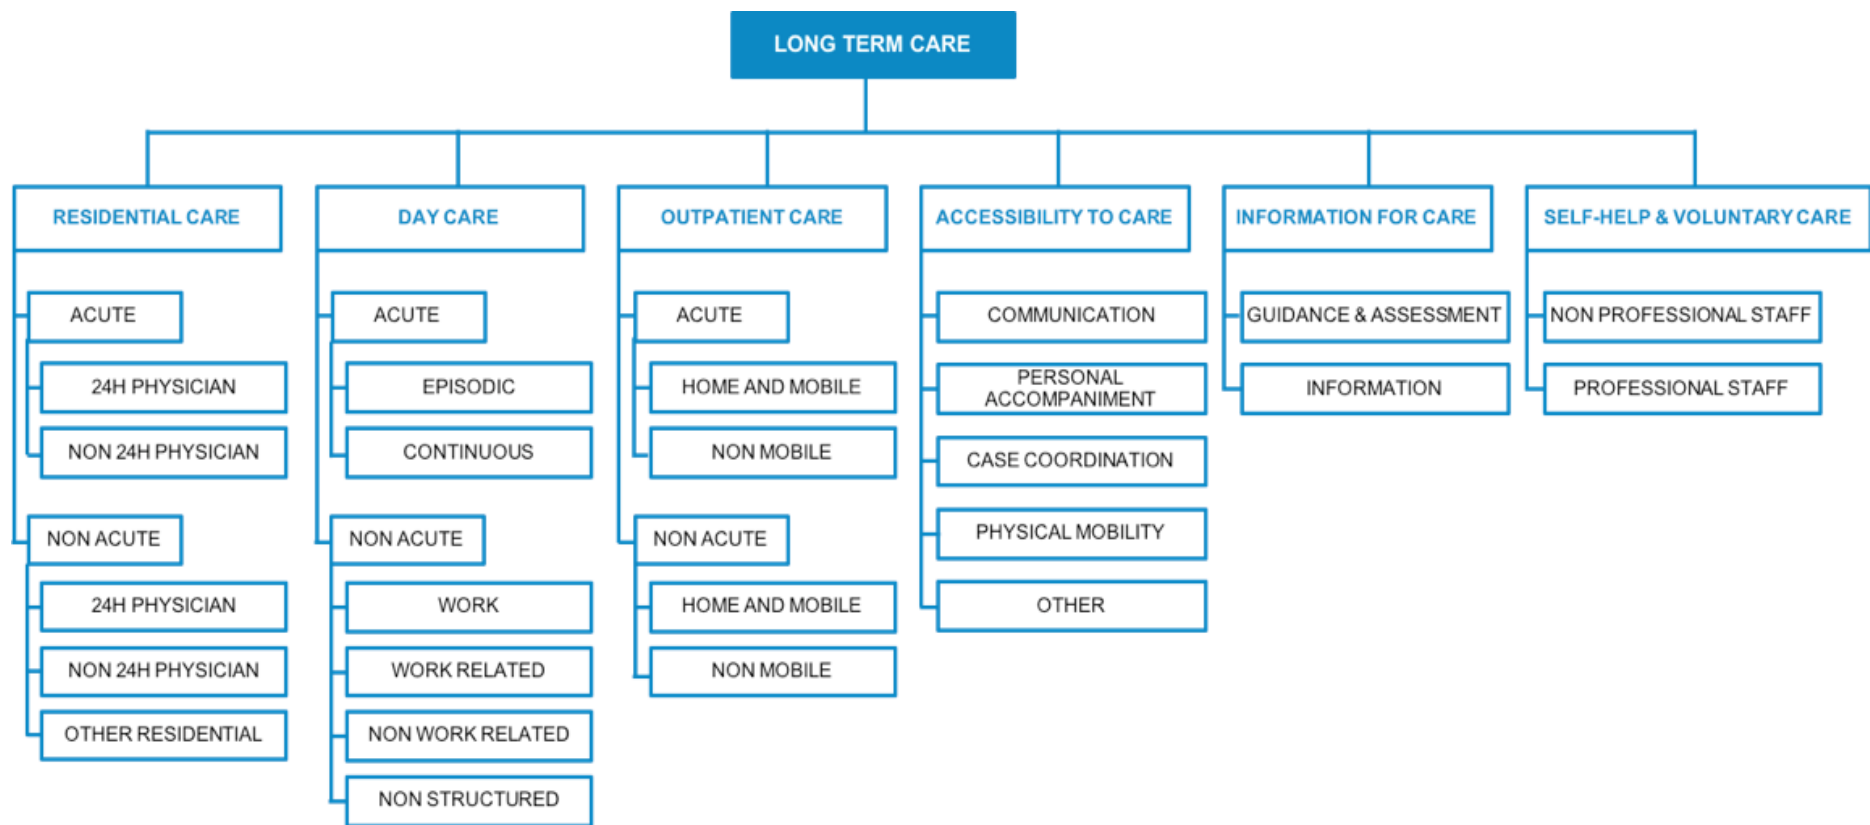 LONG TERM CARE
RESIDENTIAL CARE
ACUTE
24H PHYSICIAN
NON 24H PHYSICIAN
NON ACUTE
24H PHYSICIAN
NON 24H PHYSICIAN
OTHER RESIDENTIAL
DAY CARE
ACUTE
EPISODIC
CONTINUOUS
NON ACUTE
WORK
WORK RELATED
NON WORK RELATED
NON STRUCTURED
OUTPATIENT CARE
ACUTE
HOME AND MOBILE
NON MOBILE
NON ACUTE
HOME AND MOBILE
NON MOBILE
ACCESSIBILITY TO CARE
COMMUNICATION
PERSONAL
ACCOMPANIMENT
CASE COORDINATION
PHYSICAL MOBILITY
OTHER
INFORMATION FOR CARE
GUIDANCE & ASSESSMENT
INFORMATION
SELF-HELP & VOLUNTARY CARE
NON PROFESSIONAL STAFF
PROFESSIONAL STAFF